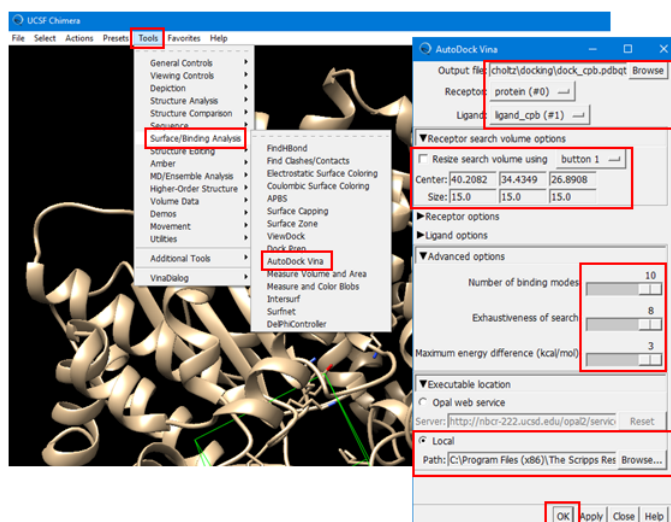 UCSF Chimera
File Select Actions Presets Tools Favorites Help
General Controls
Viewing Controls
Depiction
Structure Analysis
Structure Comparison
Sequence
Surface/Binding Analysis
Structure Editing
Amber
MD/Ensemble Analysis
Higher-Order Structure
Volume Data
Demos
Movement
Utilities
Additional Tools
VinaDialog
FindHBond
Find Clashes/Contacts
Electrostatic Surface Coloring
Coulombic Surface Coloring
APBS
Surface Capping
Surface Zone
ViewDock
Dock Prep
AutoDock Vina
Measure Volume and Area
Measure and Color Blobs
Intersurf
Surfnet
DelPhiController
AutoDock Vina
Output file: choltz\docking\dock_cpb.pdbqt Browse
Receptor: protein (#0)
Ligand: ligand_cpb (#1)
Receptor search volume options
Resize search volume using button 1
Center: 40.2082 34.4349 26.8908
Size: 15.0 15.0 15.0
Receptor options
Ligand options
Advanced options
10
Number of binding modes
8
Exhaustiveness of search
3
Maximum energy difference (kcal/mol)
Executable location
Opal web service
Server: http://nbcr-222.ucsd.edu/opal2/servic Reset
Local
Path: C:\Program Files (x86)\The Scripps Res Browse...
OK Apply Close Help